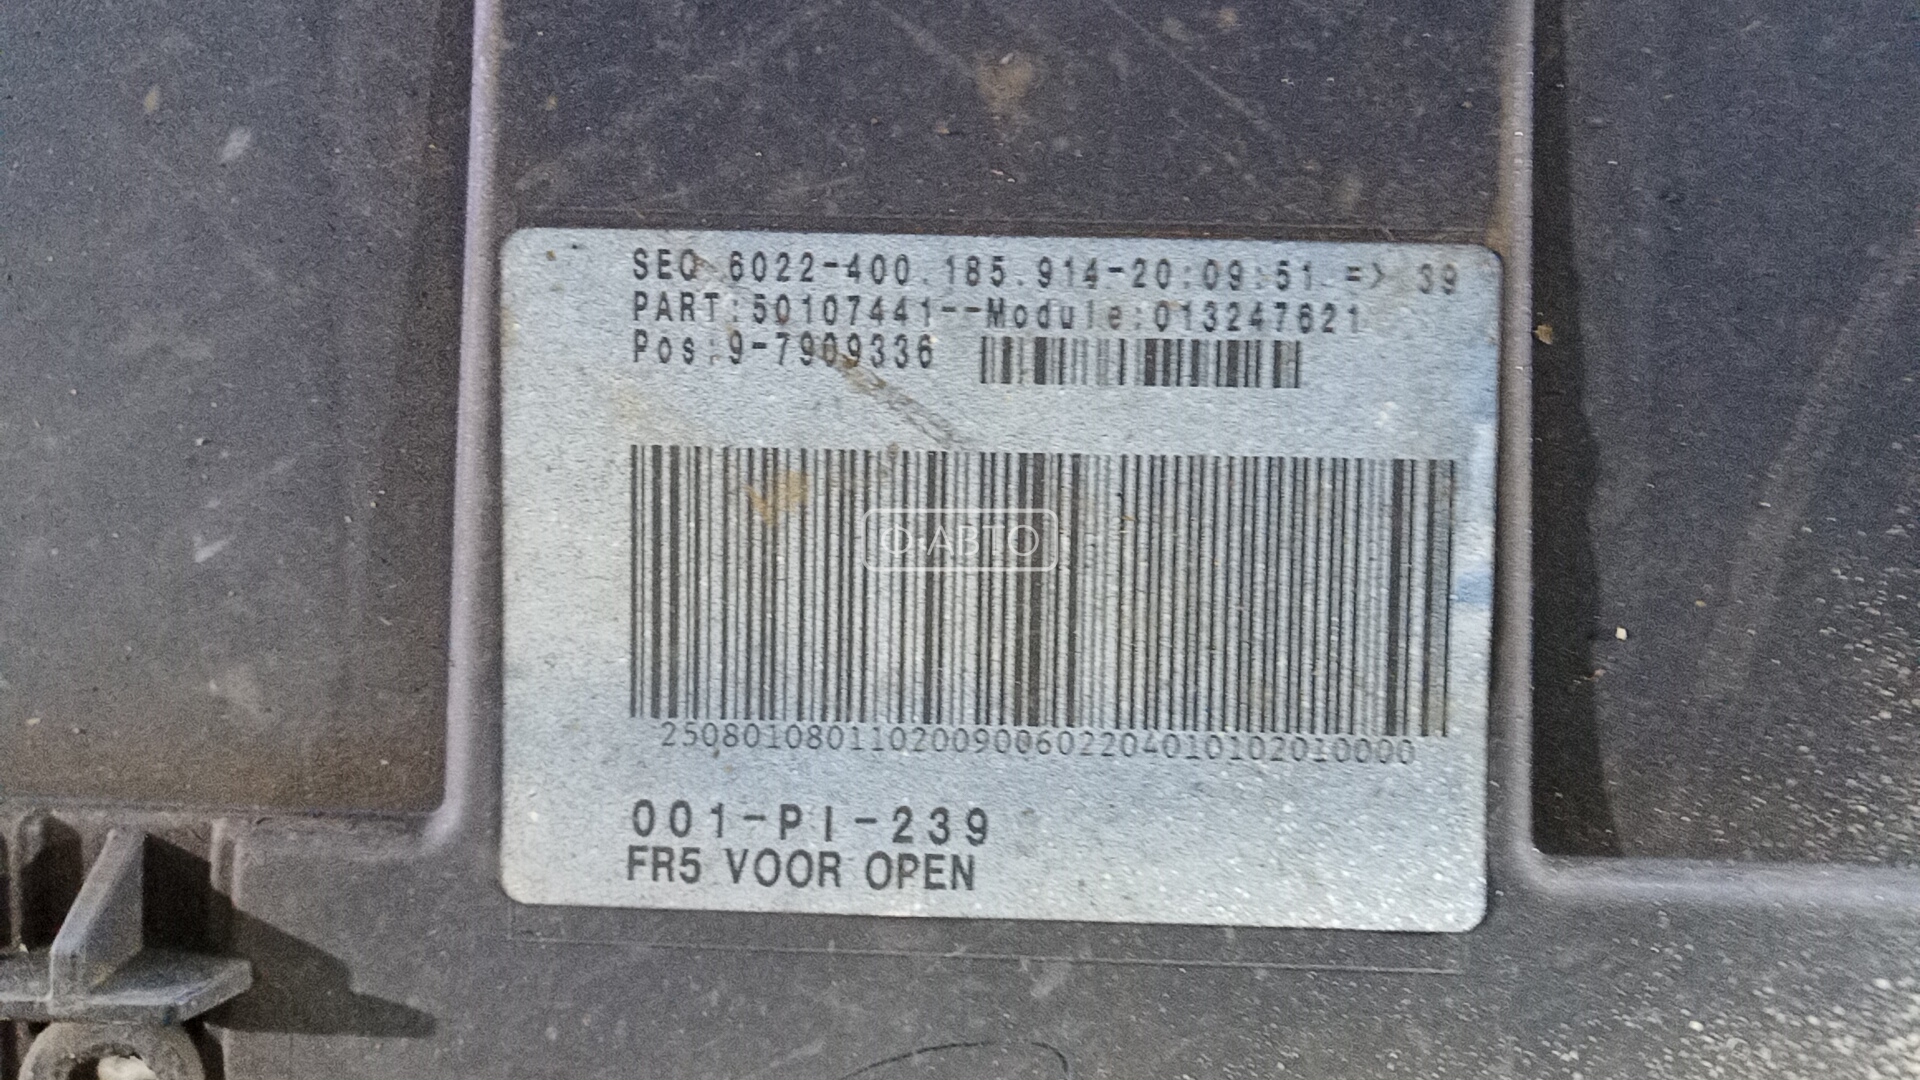 SEQ 6022-400.185.914-20:09:51 => 39
PART:50107441--Module:013247621
Pos:9-7909336
О·АВТО
250801080110200900602204010102010000
001-PI-239
FR5 VOOR OPEN